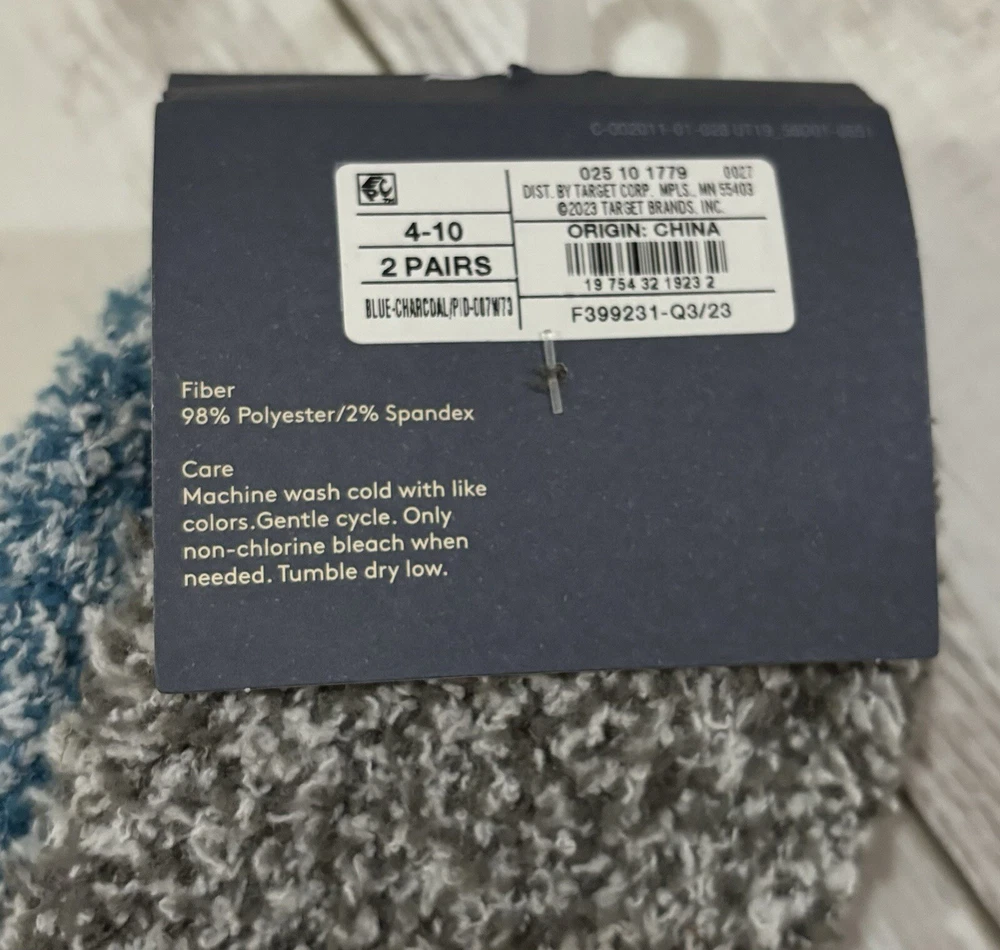 025 10 1779 0027
DIST. BY TARGET CORP. MPLS., MN 55403
©2023 TARGET BRANDS, INC.
4-10
2 PAIRS
BLUE-CHARCOAL/PID-C07W73
ORIGIN: CHINA
19 754 32 1923 2
F399231-Q3/23
Fiber
98% Polyester/2% Spandex
Care
Machine wash cold with like
colors.Gentle cycle. Only
non-chlorine bleach when
needed. Tumble dry low.